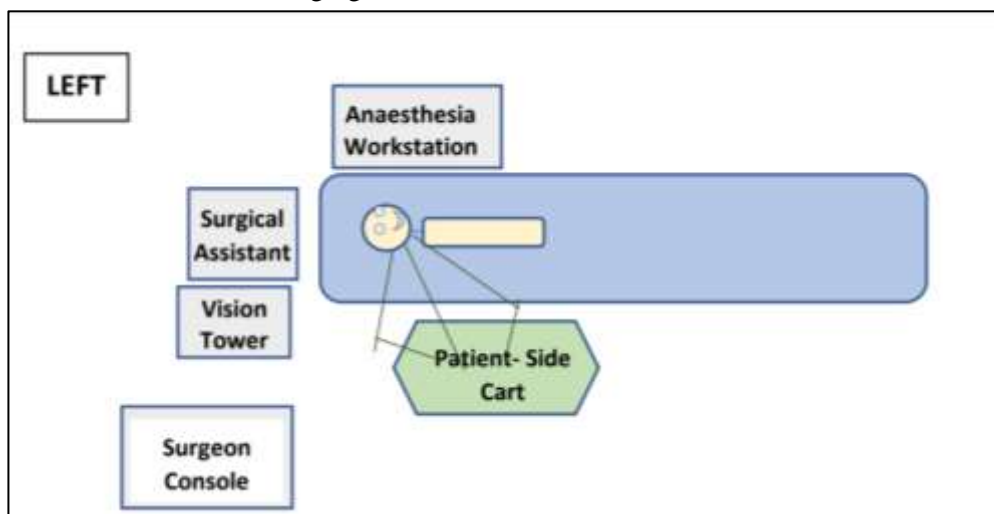 LEFT
Anaesthesia
Workstation
Surgical
Assistant
Vision
Tower
Patient- Side
Cart
Surgeon
Console